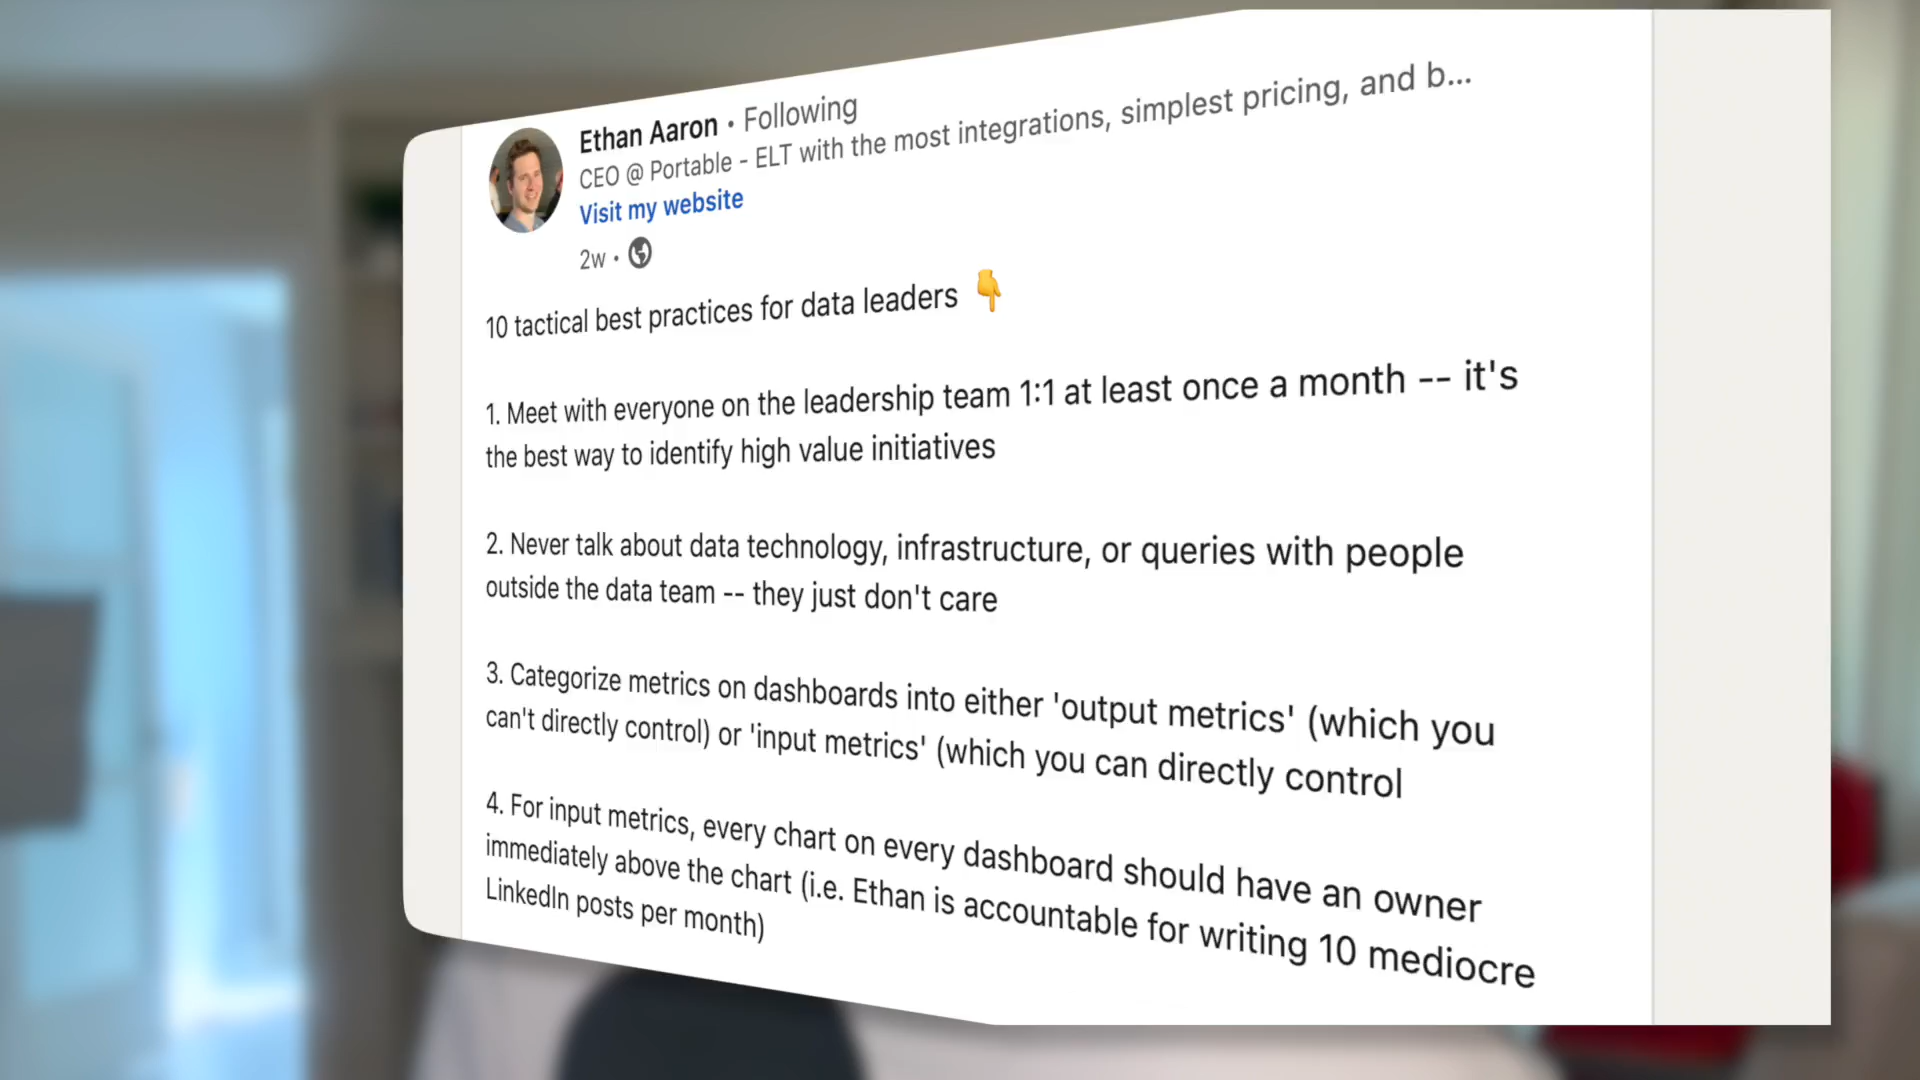 Ethan Aaron • Following
CEO @ Portable - ELT with the most integrations, simplest pricing, and b...
Visit my website
2w •
10 tactical best practices for data leaders 👇
1. Meet with everyone on the leadership team 1:1 at least once a month -- it's
the best way to identify high value initiatives
2. Never talk about data technology, infrastructure, or queries with people
outside the data team -- they just don't care
3. Categorize metrics on dashboards into either 'output metrics' (which you
can't directly control) or 'input metrics' (which you can directly control
4. For input metrics, every chart on every dashboard should have an owner
immediately above the chart (i.e. Ethan is accountable for writing 10 mediocre
LinkedIn posts per month)